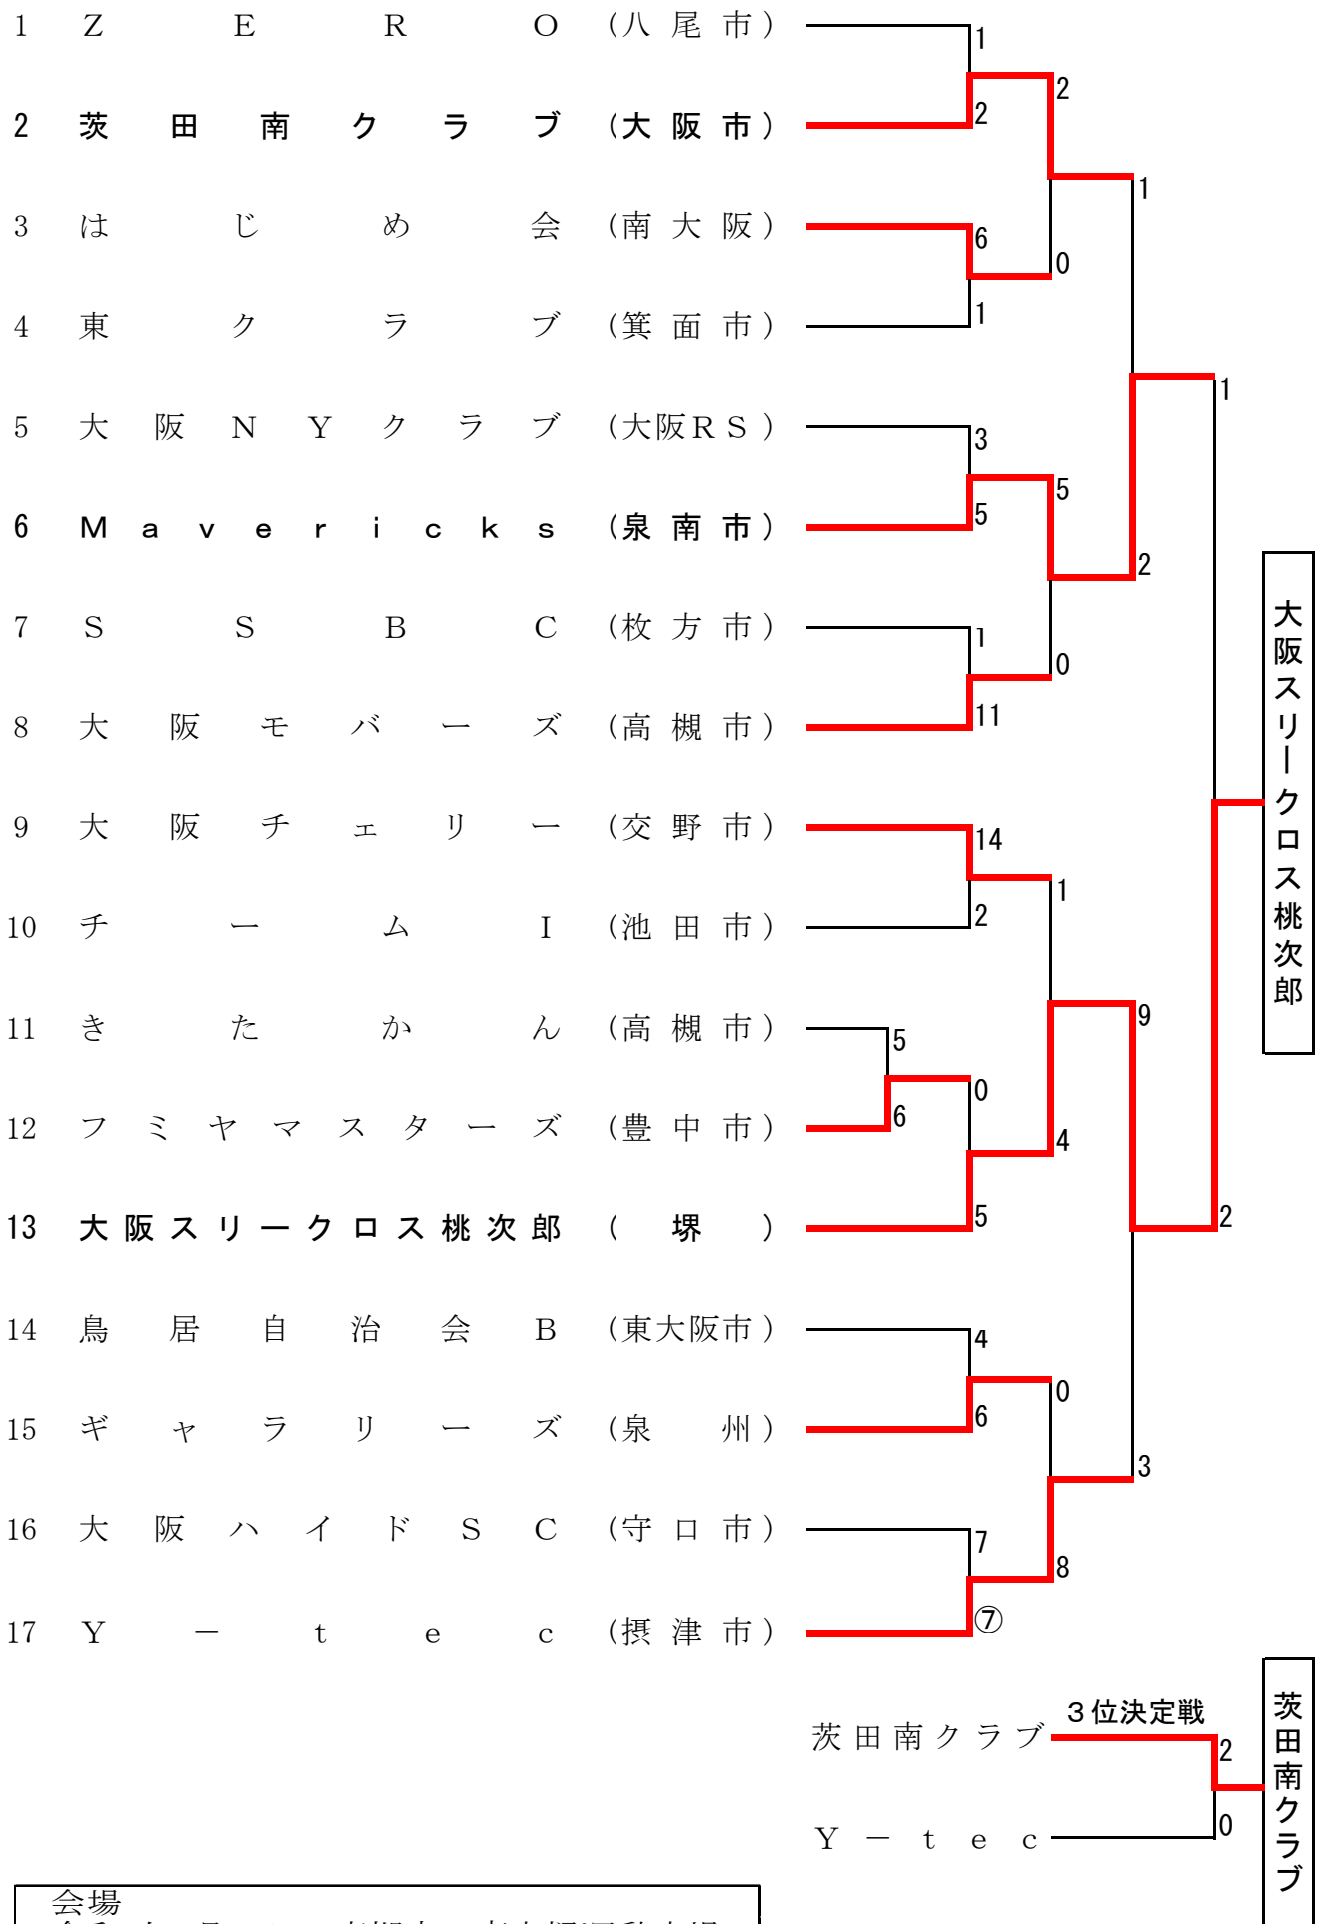 1 ZERO (八尾市)
1
2 茨田南クラブ (大阪市)
2
2
1
3 はじめ会 (南大阪)
6
0
4 東クラブ (箕面市)
1
1
5 大阪NYクラブ (大阪RS)
3
5
6 Mavericks (泉南市)
5
2
7 SSBC (枚方市)
1
0
8 大阪モバーズ (高槻市)
11
大阪スリークロス桃次郎
9 大阪チェリー (交野市)
14
1
10 チームI (池田市)
2
9
11 きたかん (高槻市)
5
0
12 フミヤマスターズ (豊中市)
6
4
13 大阪スリークロス桃次郎 (堺)
5
2
14 鳥居自治会B (東大阪市)
4
0
15 ギャラリーズ (泉州)
6
3
16 大阪ハイドSC (守口市)
7
8
17 Y-tec (摂津市)
⑦
3位決定戦
茨田南クラブ
2
Y-tec
0
茨田南クラブ
会場